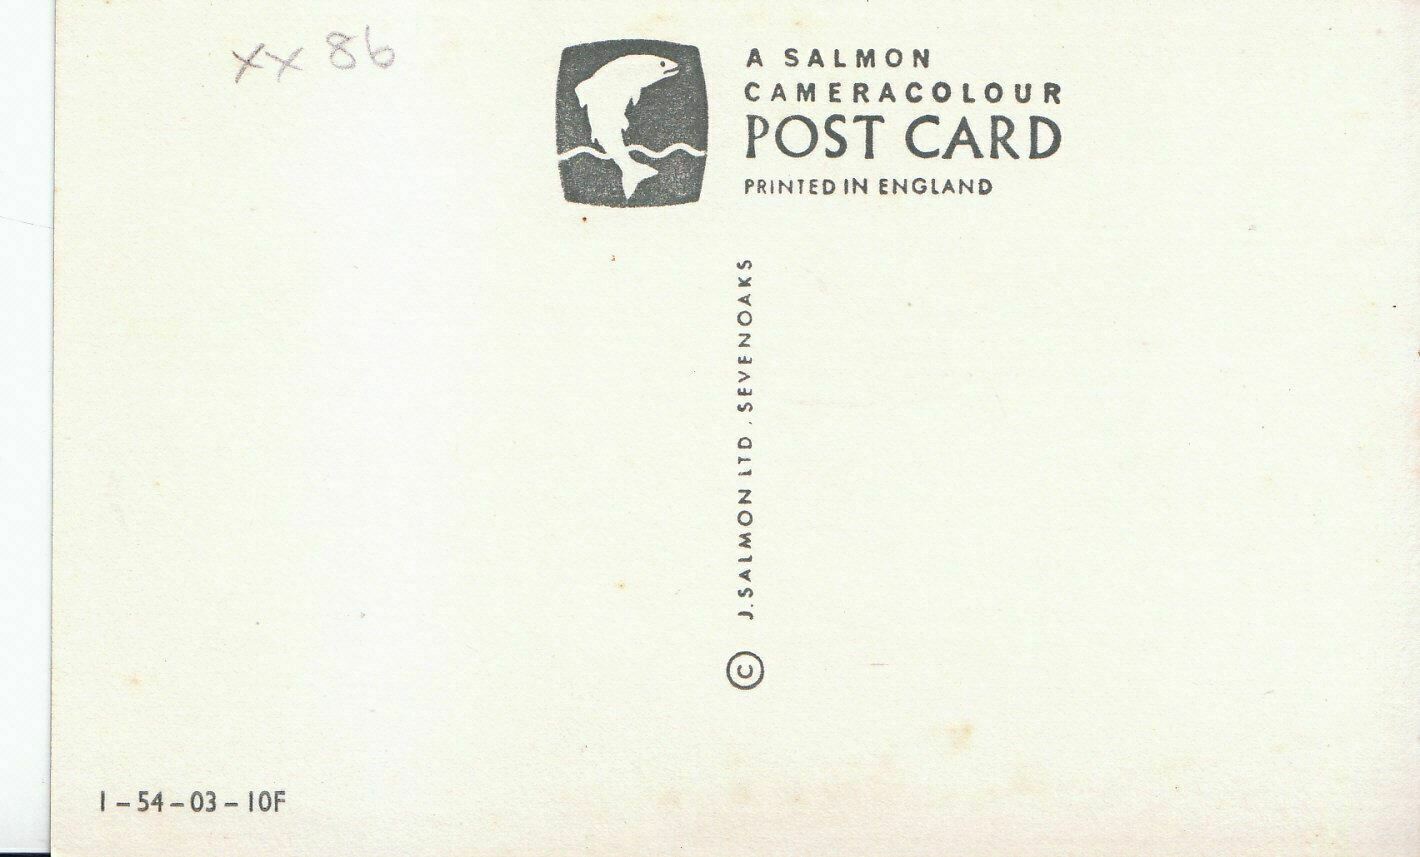 xx 86
A SALMON
CAMERACOLOUR
POST CARD
PRINTED IN ENGLAND
© J. SALMON LTD., SEVENOAKS
1-54-03-10F